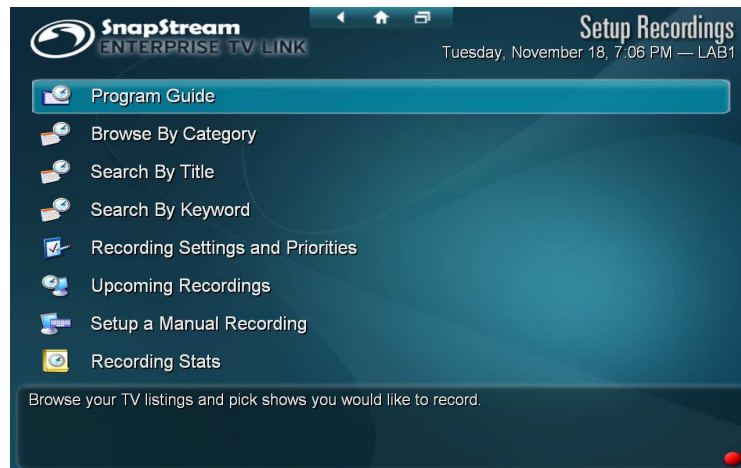 SnapStream
ENTERPRISE TV LINK
Setup Recordings
Tuesday, November 18, 7:06 PM — LAB1
Program Guide
Browse By Category
Search By Title
Search By Keyword
Recording Settings and Priorities
Upcoming Recordings
Setup a Manual Recording
Recording Stats
Browse your TV listings and pick shows you would like to record.